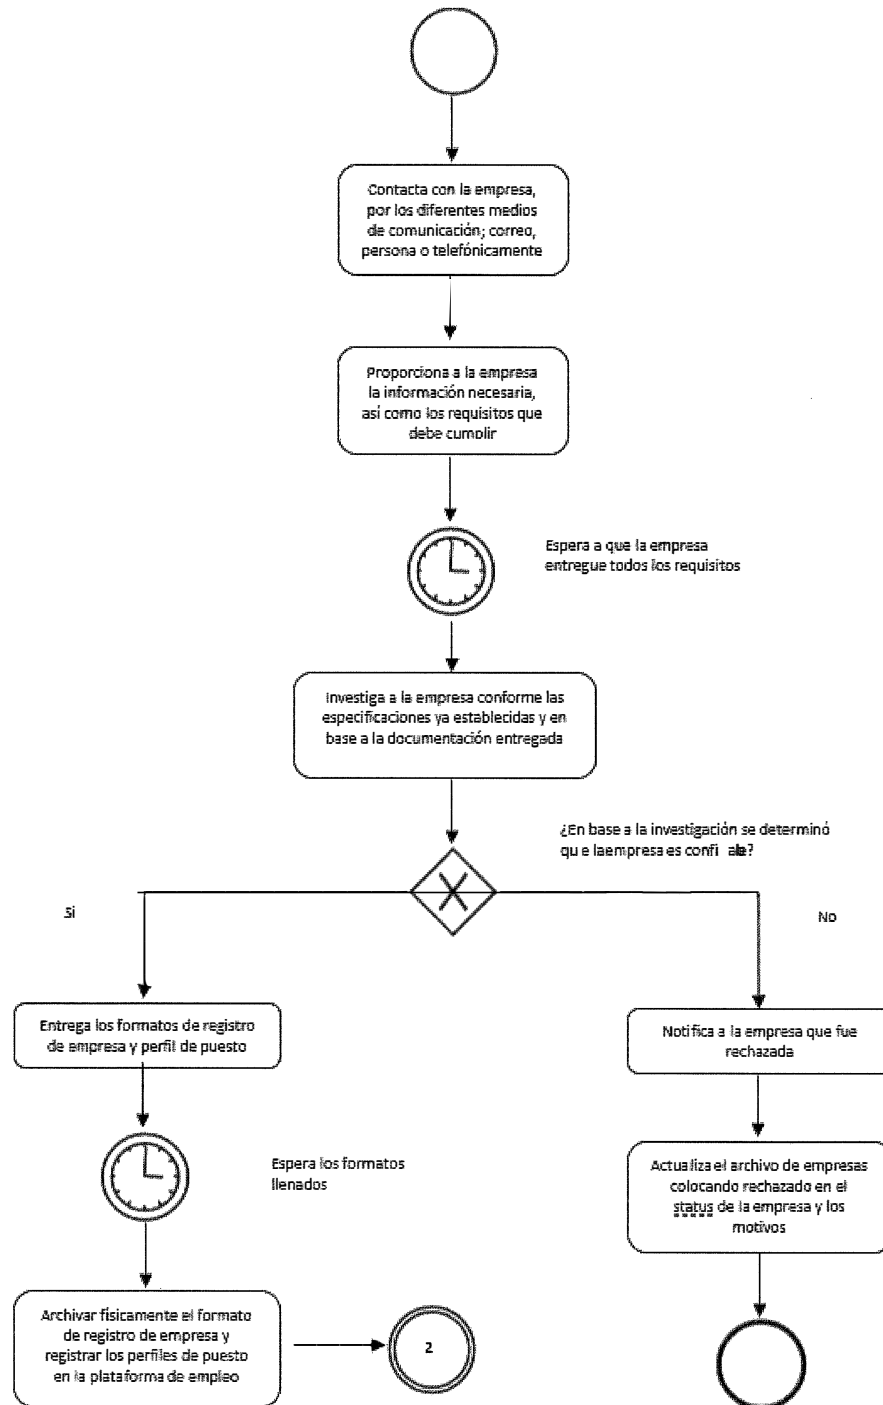 Contacta con la empresa,
por los diferentes medios
de comunicación; correo,
persona o telefónicamente
Proporciona a la empresa
la información necesaria,
así como los requisitos que
debe cumplir
Espera a que la empresa
entregue todos los requisitos
Investiga a la empresa conforme las
especificaciones ya establecidas y en
base a la documentación entregada
¿En base a la investigación se determinó
qu e laempresa es confi able?
Si
No
Entrega los formatos de registro
de empresa y perfil de puesto
Notifica a la empresa que fue
rechazada
Espera los formatos
llenados
Actualiza el archivo de empresas
colocando rechazado en el
status de la empresa y los
motivos
Archivar físicamente el formato
de registro de empresa y
registrar los perfiles de puesto
en la plataforma de empleo
2